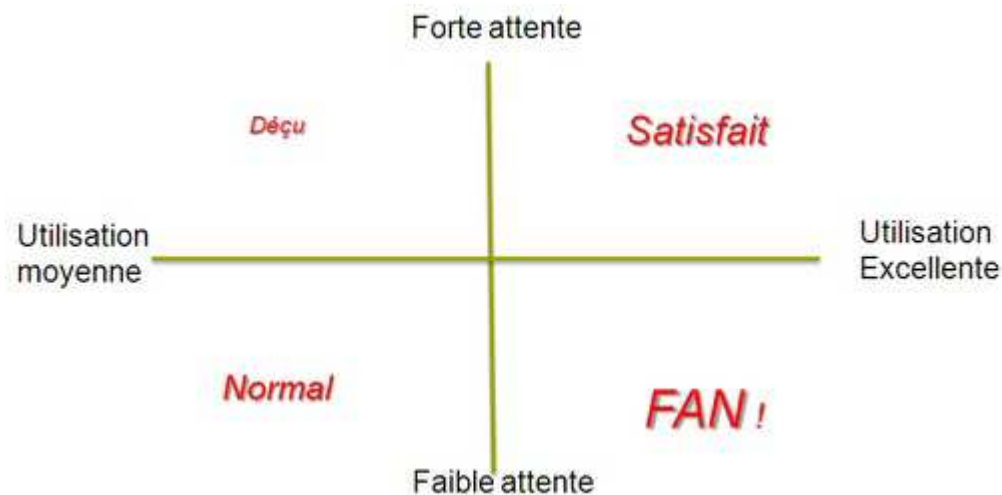 Forte attente
Déçu
Satisfait
Utilisation
moyenne
Utilisation
Excellente
Normal
FAN !
Faible attente